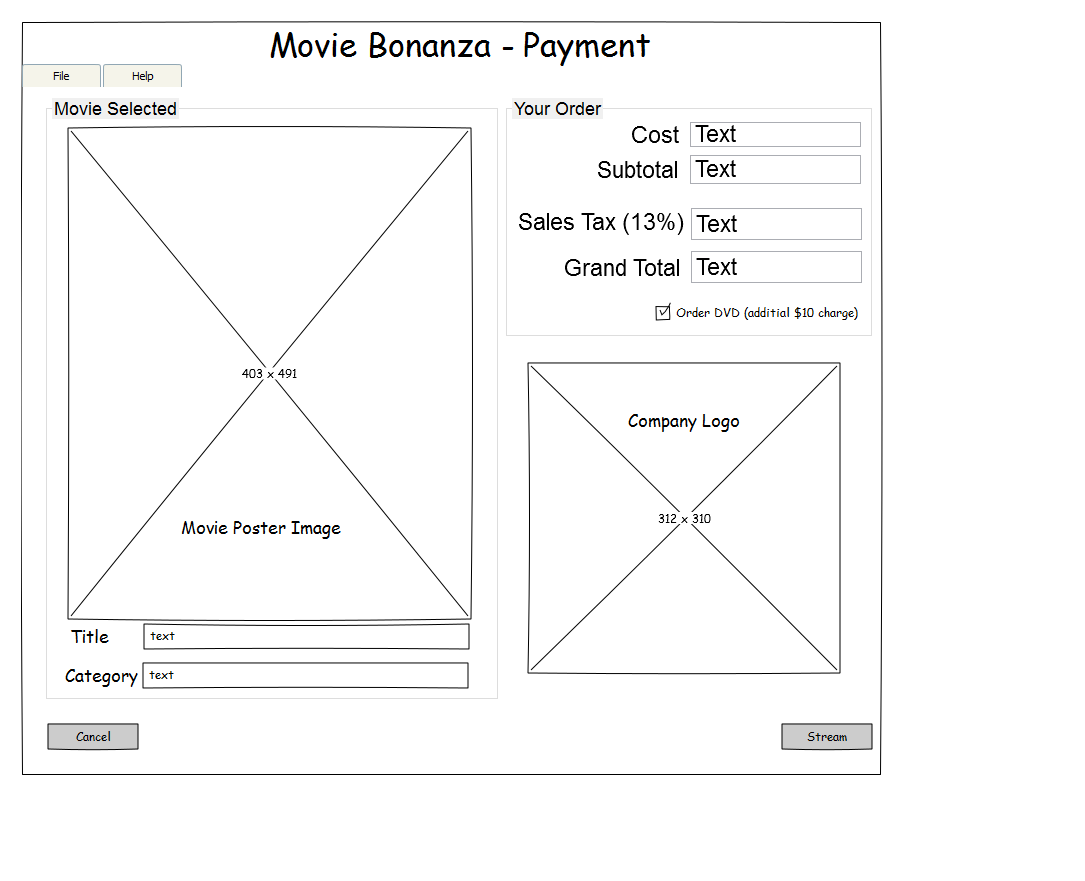 Movie Bonanza - Payment
File
Help
Movie Selected
403 x 491
Movie Poster Image
Title
text
Category
text
Your Order
Cost
Text
Subtotal
Text
Sales Tax (13%)
Text
Grand Total
Text
Order DVD (additial $10 charge)
Company Logo
312 x 310
Cancel
Stream